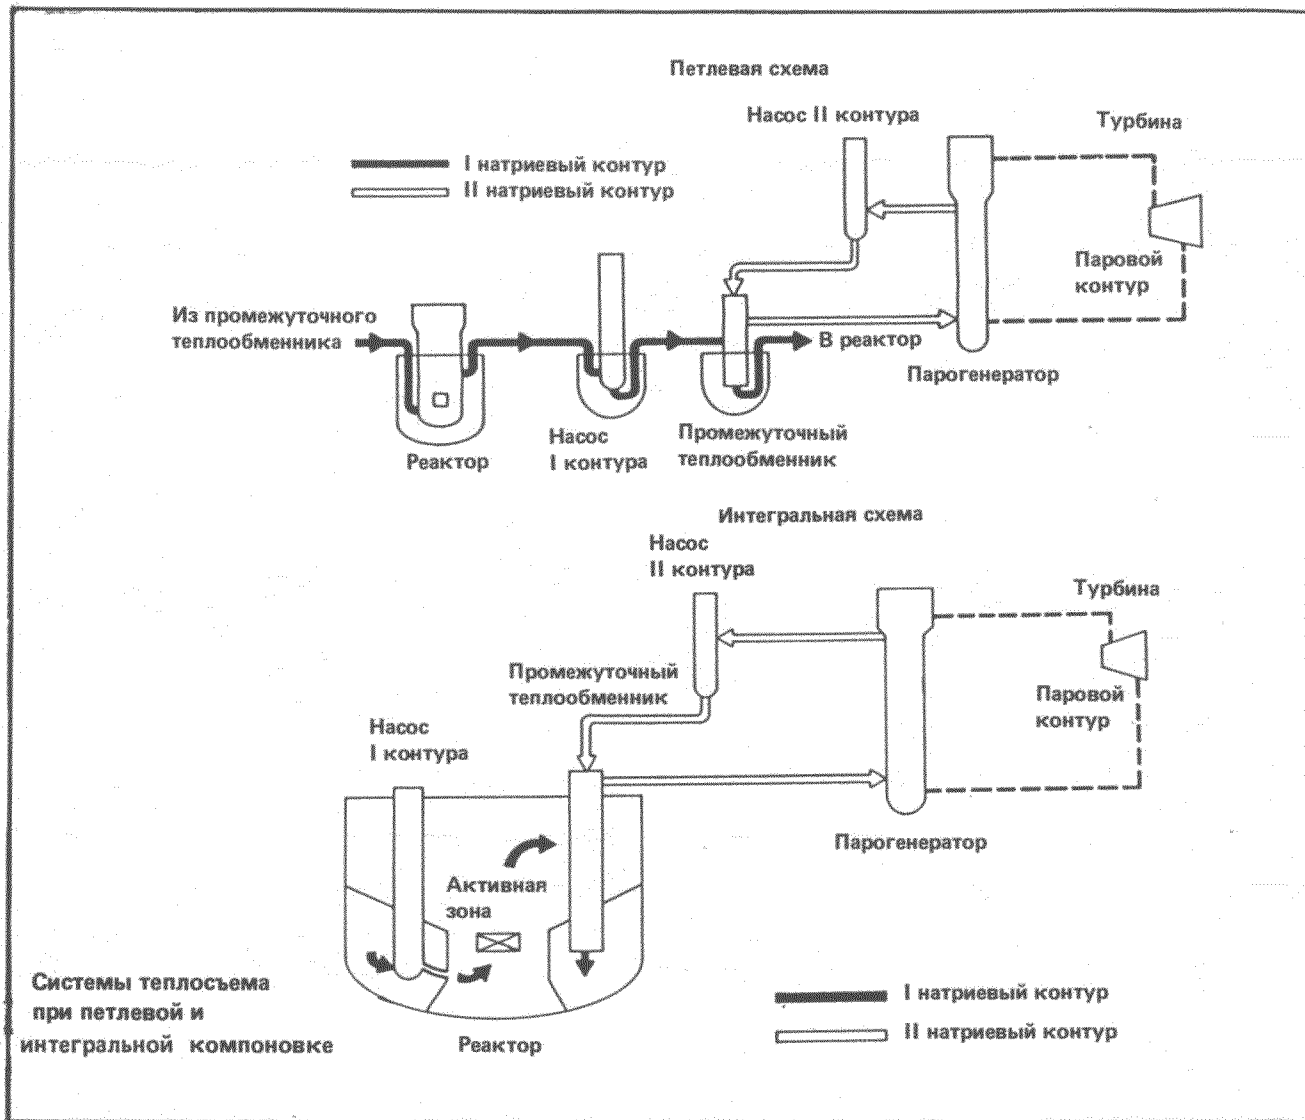 Петлевая схема
Насос II контура
Турбина
I натриевый контур
II натриевый контур
Паровой
контур
Из промежуточного
теплообменника
В реактор
Парогенератор
Насос
I контура
Промежуточный
теплообменник
Реактор
Интегральная схема
Насос
II контура
Турбина
Промежуточный
теплообменник
Паровой
контур
Насос
I контура
Парогенератор
Активная
зона
Системы теплосъема
при петлевой и
интегральной компоновке
Реактор
I натриевый контур
II натриевый контур